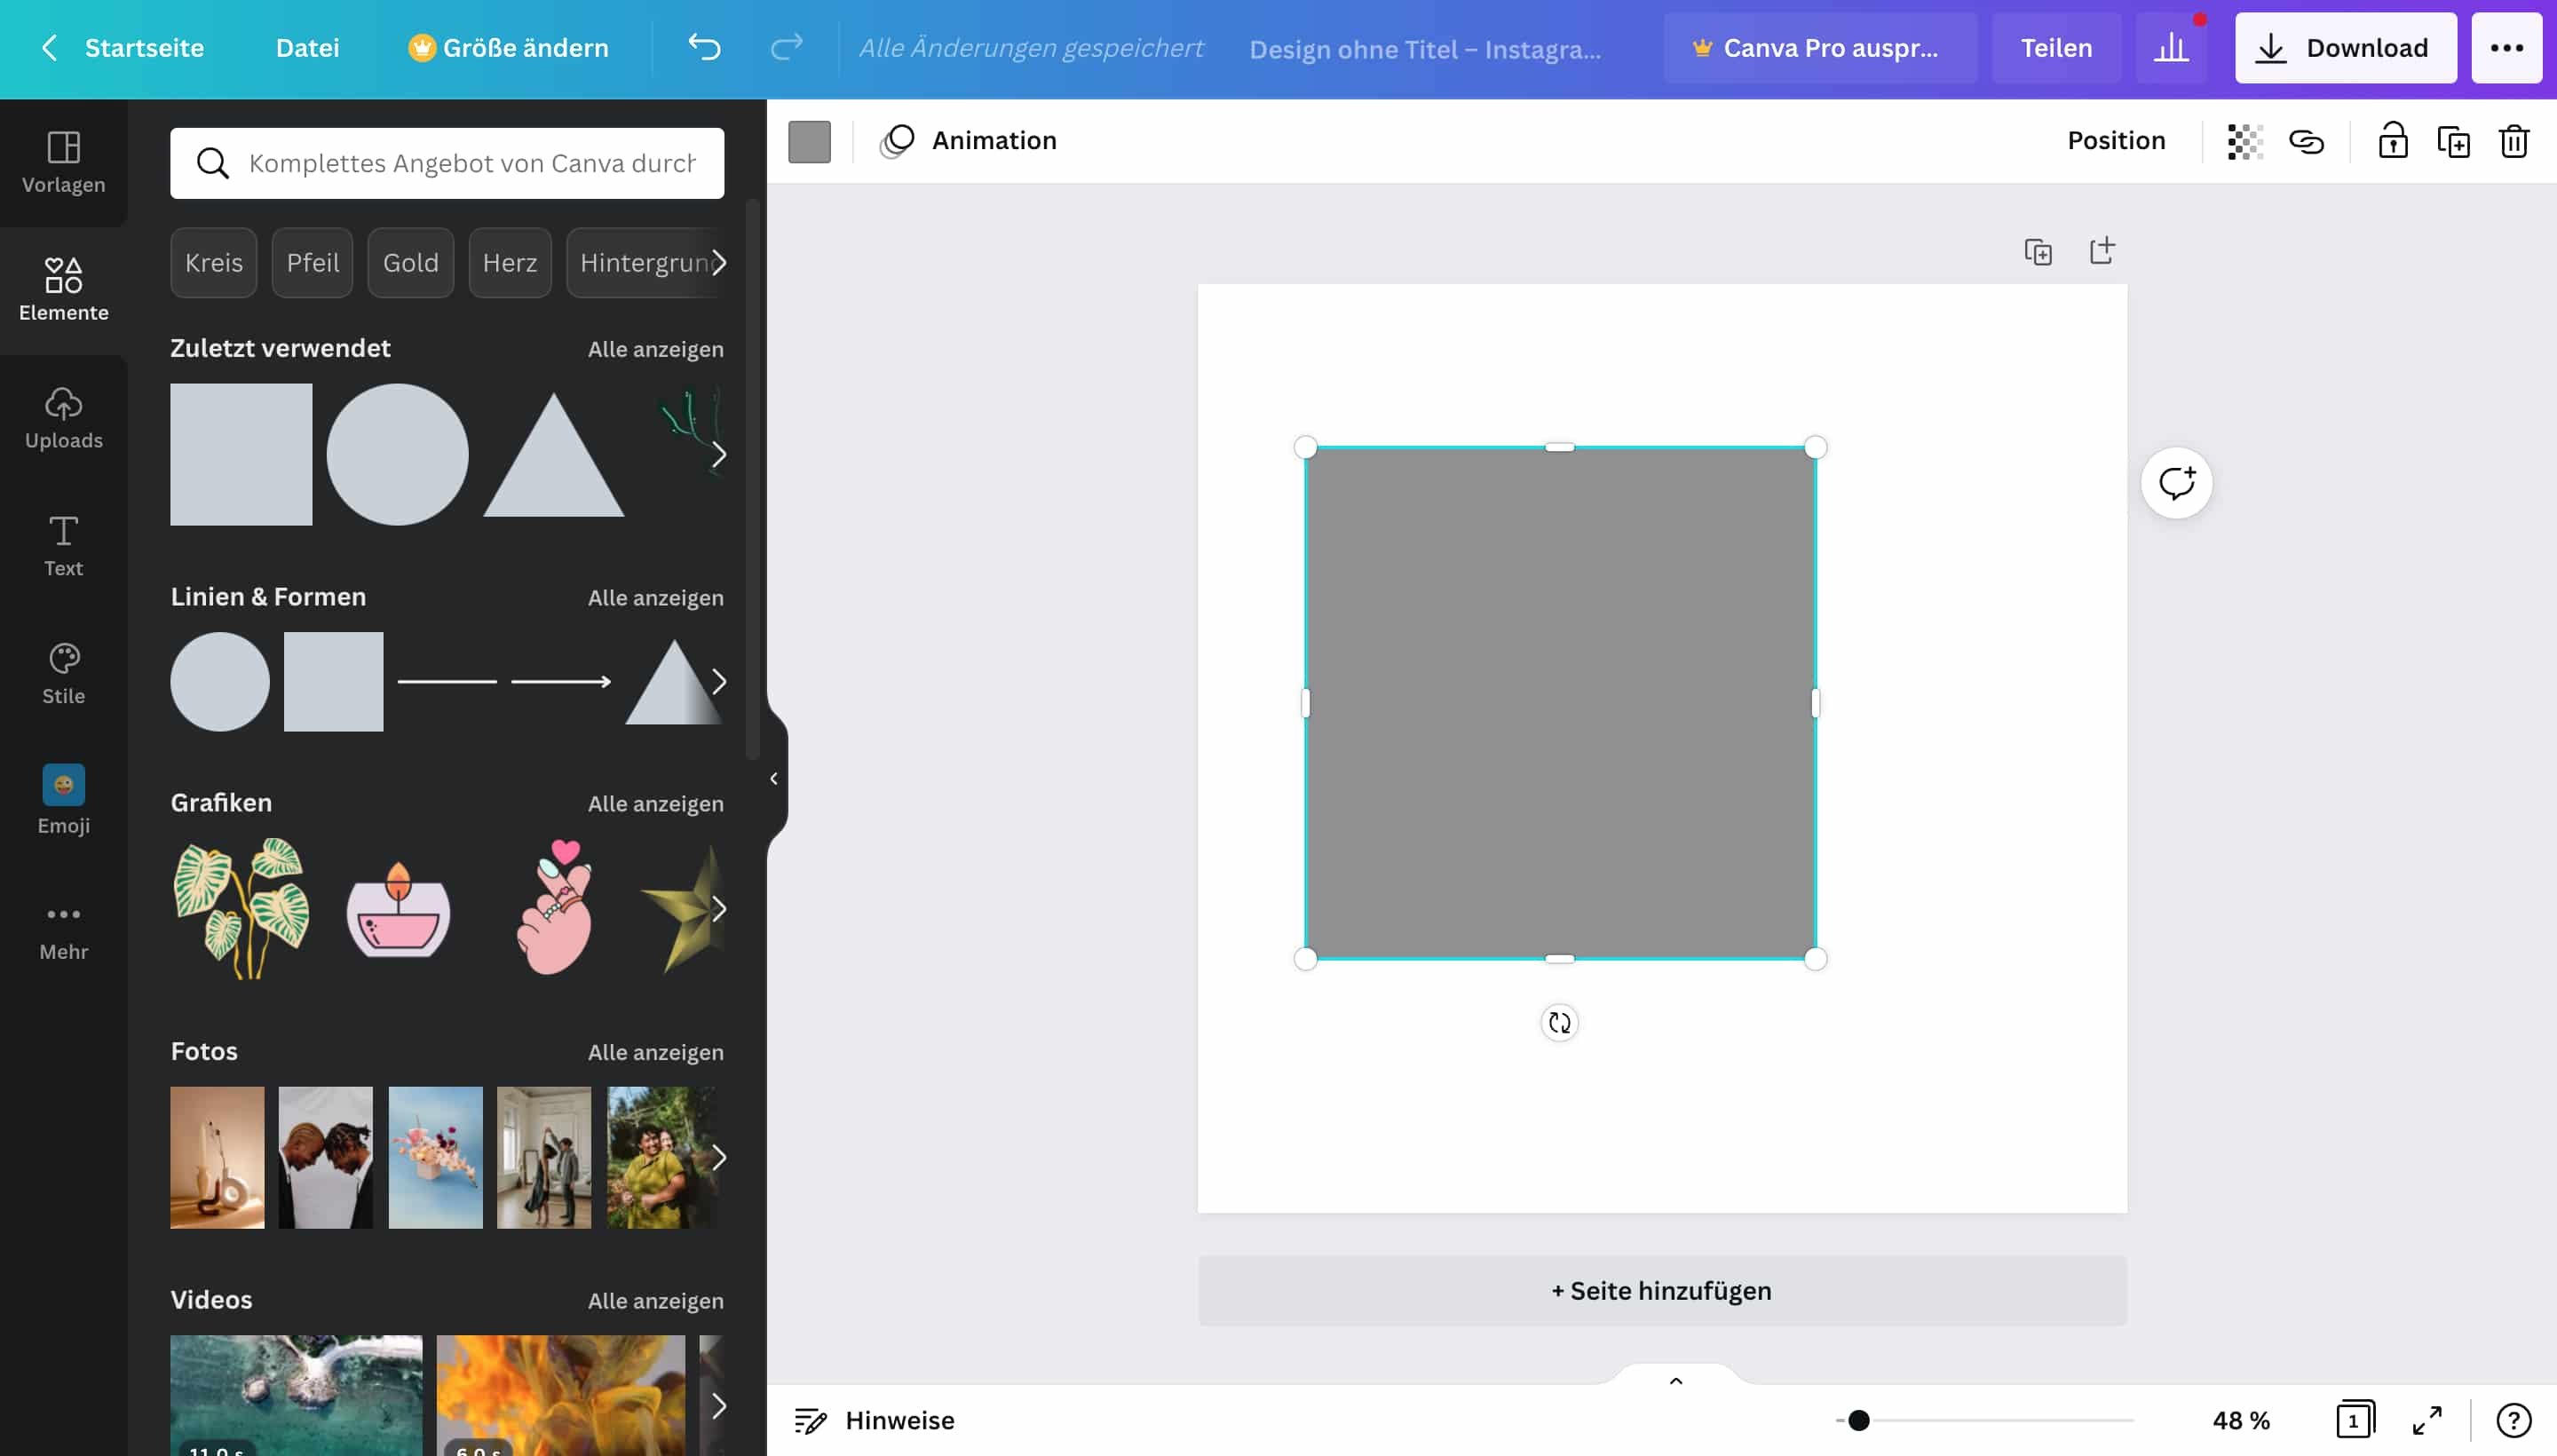 Startseite
Datei
Größe ändern
Alle Änderungen gespeichert
Design ohne Titel – Instagra...
Canva Pro auspr...
Teilen
Download
Vorlagen
Elemente
Uploads
Text
Stile
Emoji
Mehr
Komplettes Angebot von Canva durch
Kreis
Pfeil
Gold
Herz
Hintergrund
Zuletzt verwendet
Alle anzeigen
Linien & Formen
Alle anzeigen
Grafiken
Alle anzeigen
Fotos
Alle anzeigen
Videos
Alle anzeigen
11,0 s
6,0 s
Animation
Position
+ Seite hinzufügen
Hinweise
48 %
1